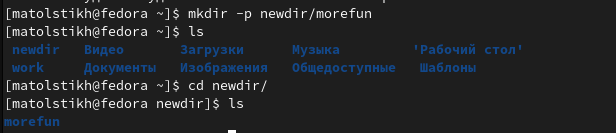 [matolstikh@fedora ~]$ mkdir -p newdir/morefun
[matolstikh@fedora ~]$ ls
newdir Видео Загрузки Музыка 'Рабочий стол'
work Документы Изображения Общедоступные Шаблоны
[matolstikh@fedora ~]$ cd newdir/
[matolstikh@fedora newdir]$ ls
morefun